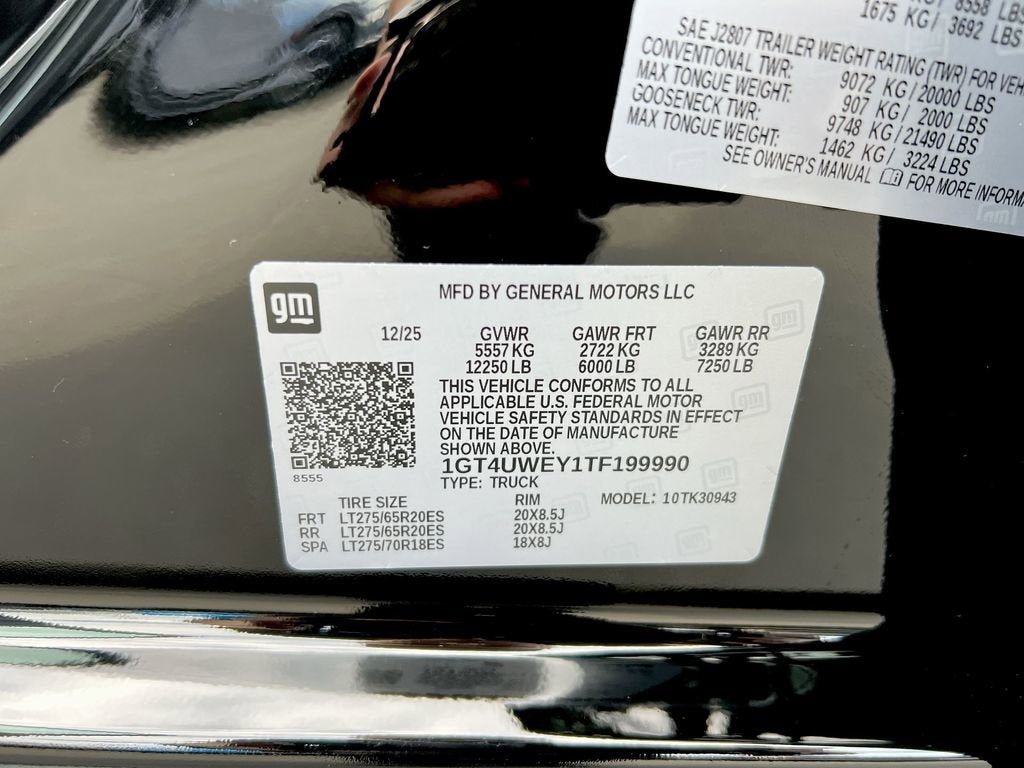 8558 LBS
1675 KG/ 3692 LBS
SAE J2807 TRAILER WEIGHT RATING (TWR) FOR
CONVENTIONAL TWR: 9072 KG/20000 LBS
MAX TONGUE WEIGHT: 907 KG/ 2000 LBS
GOOSENECK TWR: 9748 KG/21490 LBS
MAX TONGUE WEIGHT: 1462 KG/ 3224 LBS
SEE OWNER'S MANUAL FOR MORE
gm
MFD BY GENERAL MOTORS LLC
12/25 GVWR GAWR FRT GAWR RR
5557 KG 2722 KG 3289 KG
12250 LB 6000 LB 7250 LB
THIS VEHICLE CONFORMS TO ALL
APPLICABLE U.S. FEDERAL MOTOR
VEHICLE SAFETY STANDARDS IN EFFECT
ON THE DATE OF MANUFACTURE
SHOWN ABOVE.
1GT4UWEY1TF199990
8555
TYPE: TRUCK
TIRE SIZE RIM MODEL: 10TK30943
FRT LT275/65R20ES 20X8.5J
RR LT275/65R20ES 20X8.5J
SPA LT275/70R18ES 18X8J